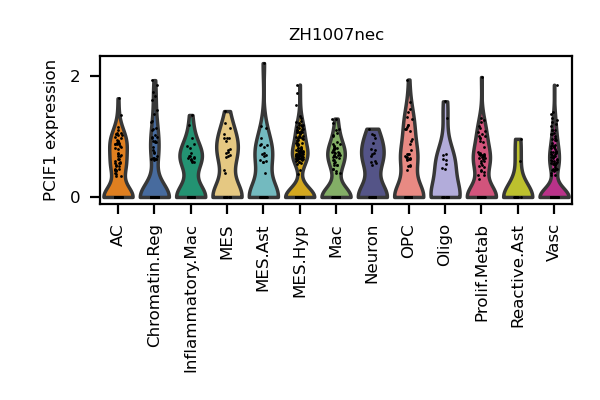 ZH1007nec
PCIF1 expression
2
0
AC
Chromatin.Reg
Inflammatory.Mac
MES
MES.Ast
MES.Hyp
Mac
Neuron
OPC
Oligo
Prolif.Metab
Reactive.Ast
Vasc